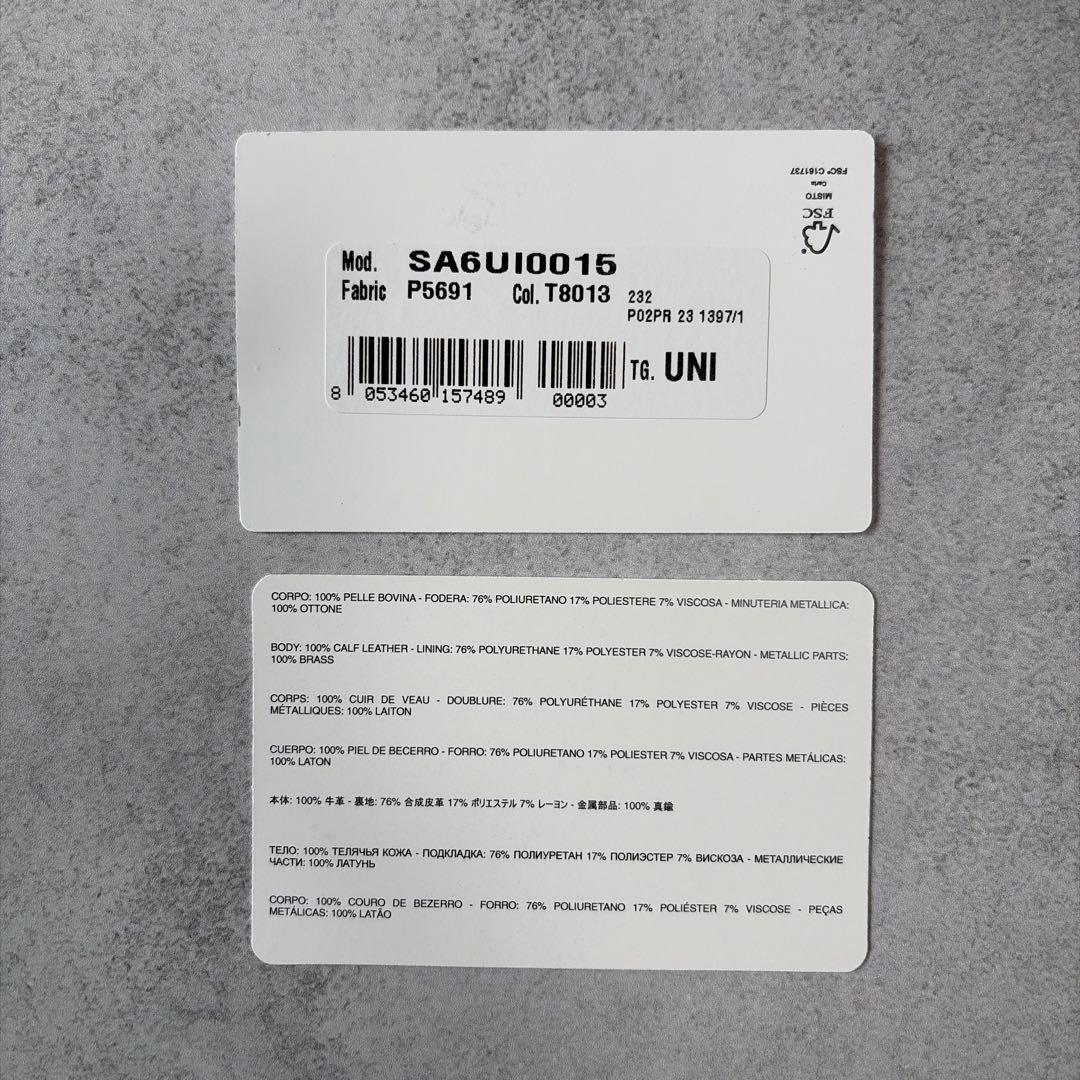 FSC® C161737
Carta
MISTO
FSC
Mod. SA6UI0015
Fabric P5691 Col. T8013 232
P02PR 23 1397/1
TG. UNI
8 053460 157489 00003
CORPO: 100% PELLE BOVINA - FODERA: 76% POLIURETANO 17% POLIESTERE 7% VISCOSA - MINUTERIA METALLICA:
100% OTTONE
BODY: 100% CALF LEATHER - LINING: 76% POLYURETHANE 17% POLYESTER 7% VISCOSE-RAYON - METALLIC PARTS:
100% BRASS
CORPS: 100% CUIR DE VEAU - DOUBLURE: 76% POLYURÉTHANE 17% POLYESTER 7% VISCOSE - PIÈCES
MÉTALLIQUES: 100% LAITON
CUERPO: 100% PIEL DE BECERRO - FORRO: 76% POLIURETANO 17% POLIESTER 7% VISCOSA - PARTES METÁLICAS:
100% LATON
本体: 100% 牛革 - 裏地: 76% 合成皮革 17% ポリエステル 7% レーヨン - 金属部品: 100% 真鍮
ТЕЛО: 100% ТЕЛЯЧЬЯ КОЖА - ПОДКЛАДКА: 76% ПОЛИУРЕТАН 17% ПОЛИЭСТЕР 7% ВИСКОЗА - МЕТАЛЛИЧЕСКИЕ
ЧАСТИ: 100% ЛАТУНЬ
CORPO: 100% COURO DE BEZERRO - FORRO: 76% POLIURETANO 17% POLIÉSTER 7% VISCOSE - PEÇAS
METÁLICAS: 100% LATÃO